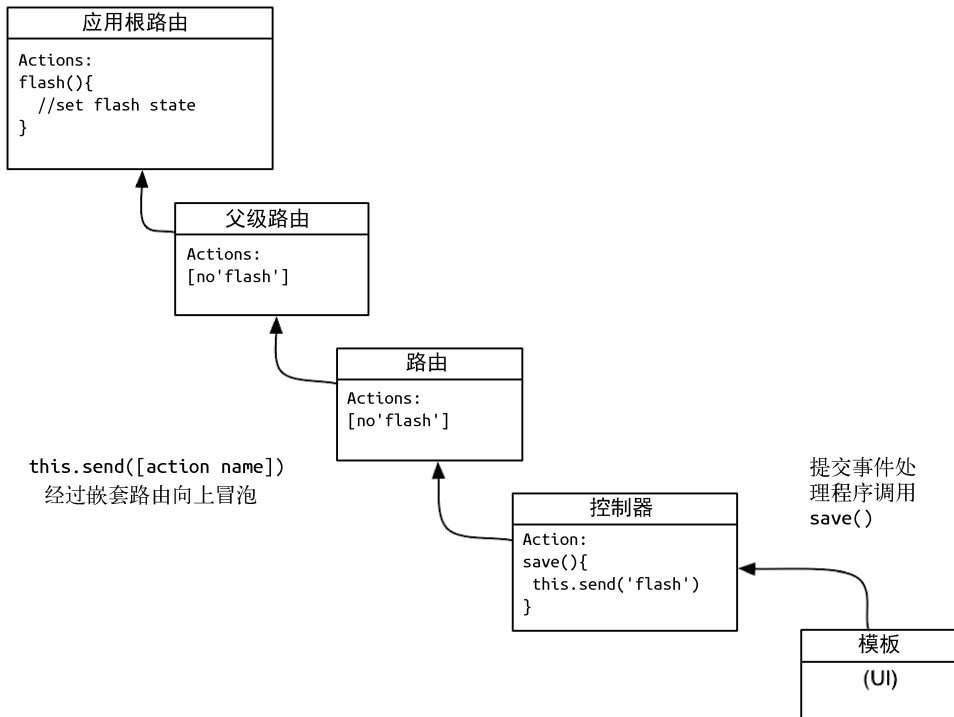 应用根路由
Actions:
flash(){
//set flash state
}
父级路由
Actions:
[no'flash']
路由
Actions:
[no'flash']
this.send([action name])
经过嵌套路由向上冒泡
控制器
Action:
save(){
this.send('flash')
}
提交事件处
理程序调用
save()
模板
(UI)